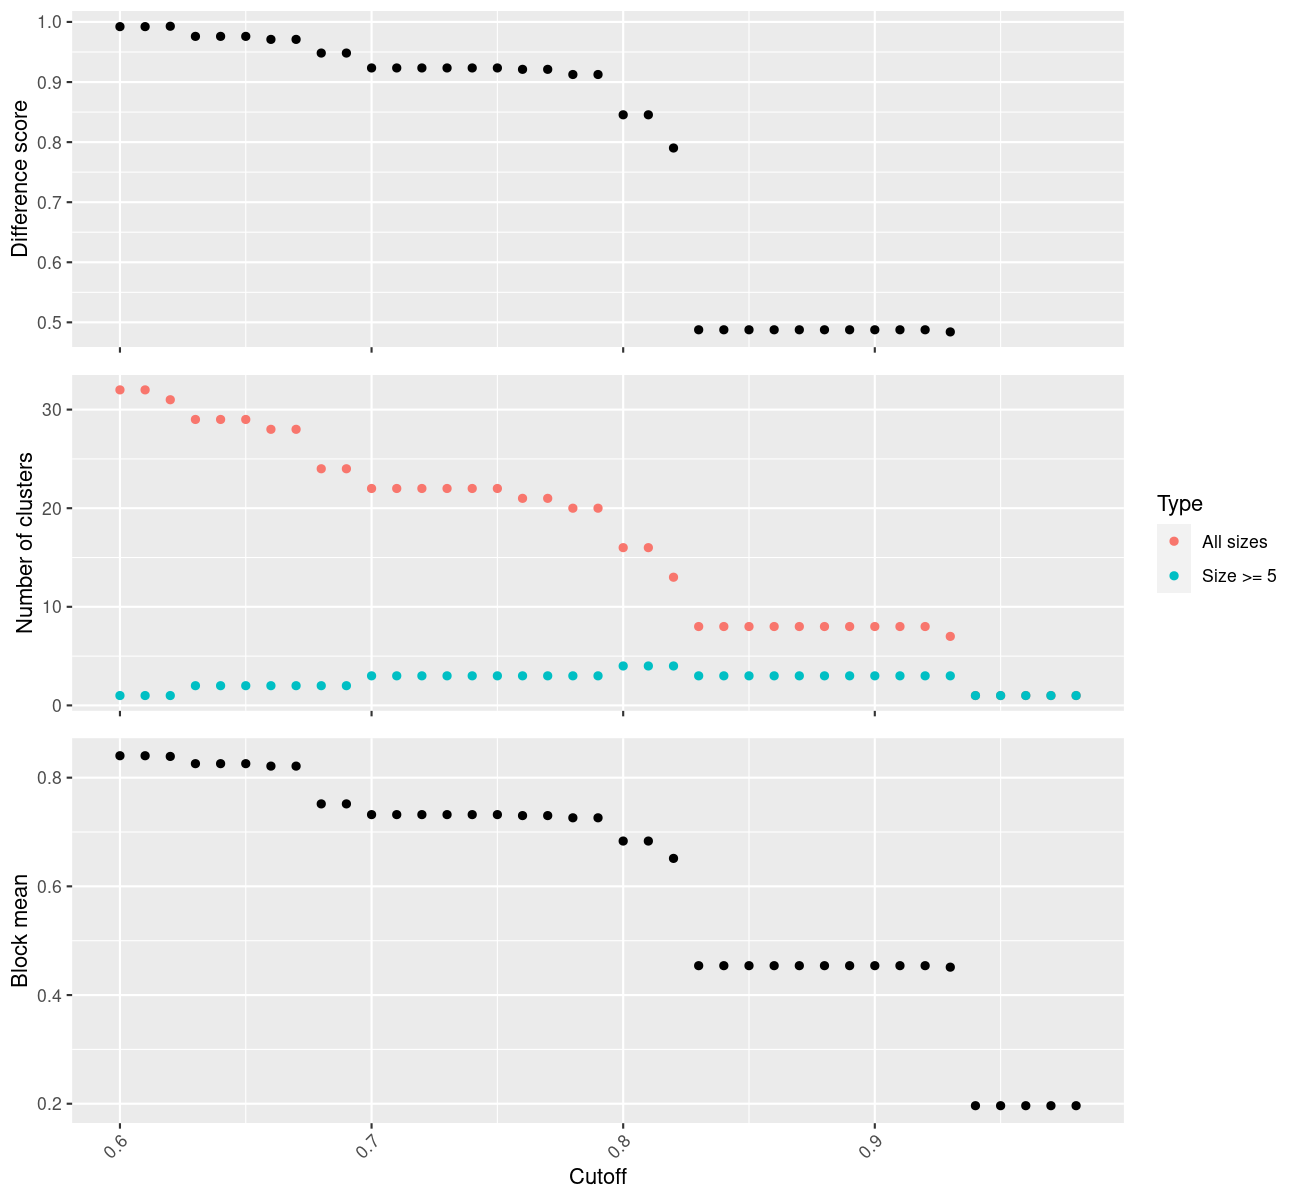 Difference score
1.0
0.9
0.8
0.7
0.6
0.5
Number of clusters
30
20
10
0
Type
All sizes
Size >= 5
Block mean
0.8
0.6
0.4
0.2
0.6
0.7
0.8
0.9
Cutoff